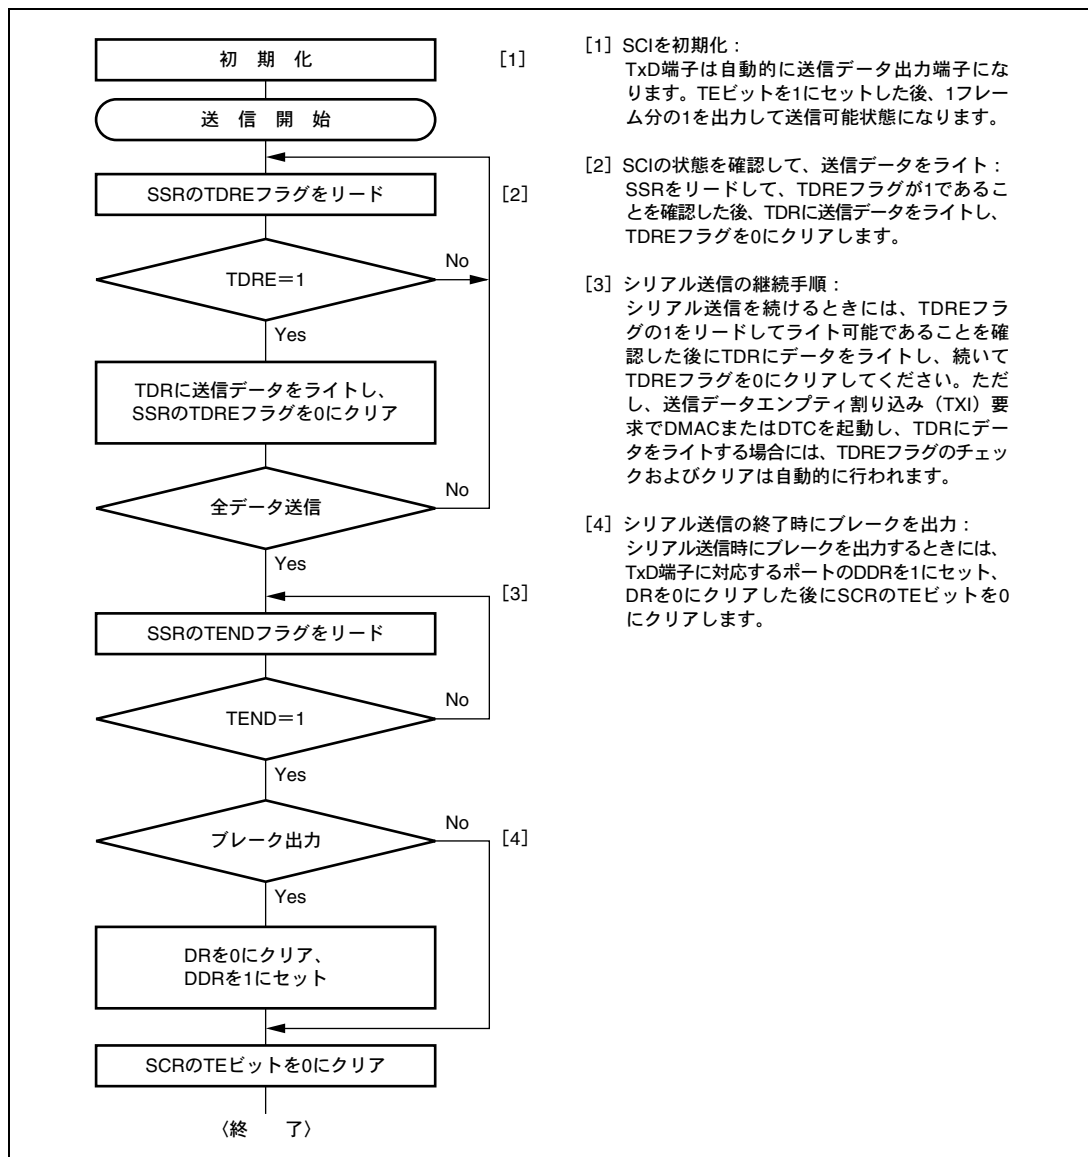 初 期 化
[1]
送 信 開 始
SSRのTDREフラグをリード
[2]
TDRE=1
No
Yes
TDRに送信データをライトし、
SSRのTDREフラグを0にクリア
全データ送信
No
Yes
[3]
SSRのTENDフラグをリード
TEND=1
No
Yes
ブレーク出力
No
[4]
Yes
DRを0にクリア、
DDRを1にセット
SCRのTEビットを0にクリア
〈終 了〉
[1] SCIを初期化:
TxD端子は自動的に送信データ出力端子にな
ります。TEビットを1にセットした後、1フレー
ム分の1を出力して送信可能状態になります。
[2] SCIの状態を確認して、送信データをライト:
SSRをリードして、TDREフラグが1であるこ
とを確認した後、TDRに送信データをライトし、
TDREフラグを0にクリアします。
[3] シリアル送信の継続手順:
シリアル送信を続けるときには、TDREフラ
グの1をリードしてライト可能であることを確
認した後にTDRにデータをライトし、続いて
TDREフラグを0にクリアしてください。ただ
し、送信データエンプティ割り込み(TXI)要
求でDMACまたはDTCを起動し、TDRにデー
タをライトする場合には、TDREフラグのチェッ
クおよびクリアは自動的に行われます。
[4] シリアル送信の終了時にブレークを出力:
シリアル送信時にブレークを出力するときには、
TxD端子に対応するポートのDDRを1にセット、
DRを0にクリアした後にSCRのTEビットを0
にクリアします。